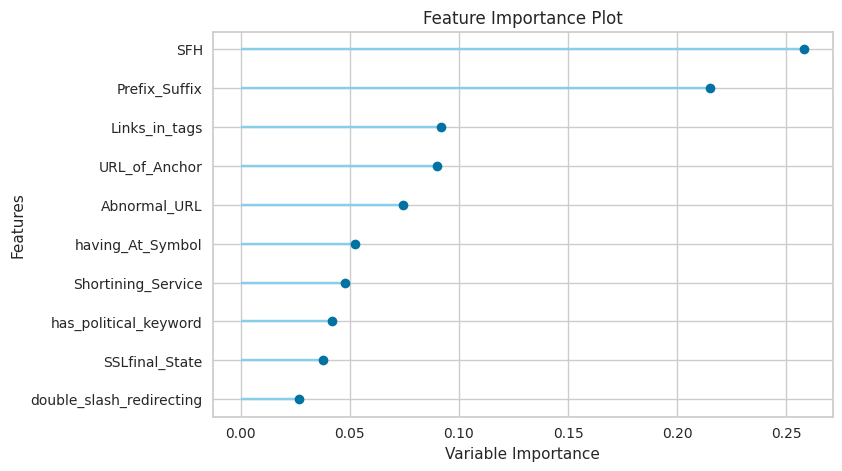 Feature Importance Plot
Features
SFH
Prefix_Suffix
Links_in_tags
URL_of_Anchor
Abnormal_URL
having_At_Symbol
Shortining_Service
has_political_keyword
SSLfinal_State
double_slash_redirecting
0.00 0.05 0.10 0.15 0.20 0.25
Variable Importance